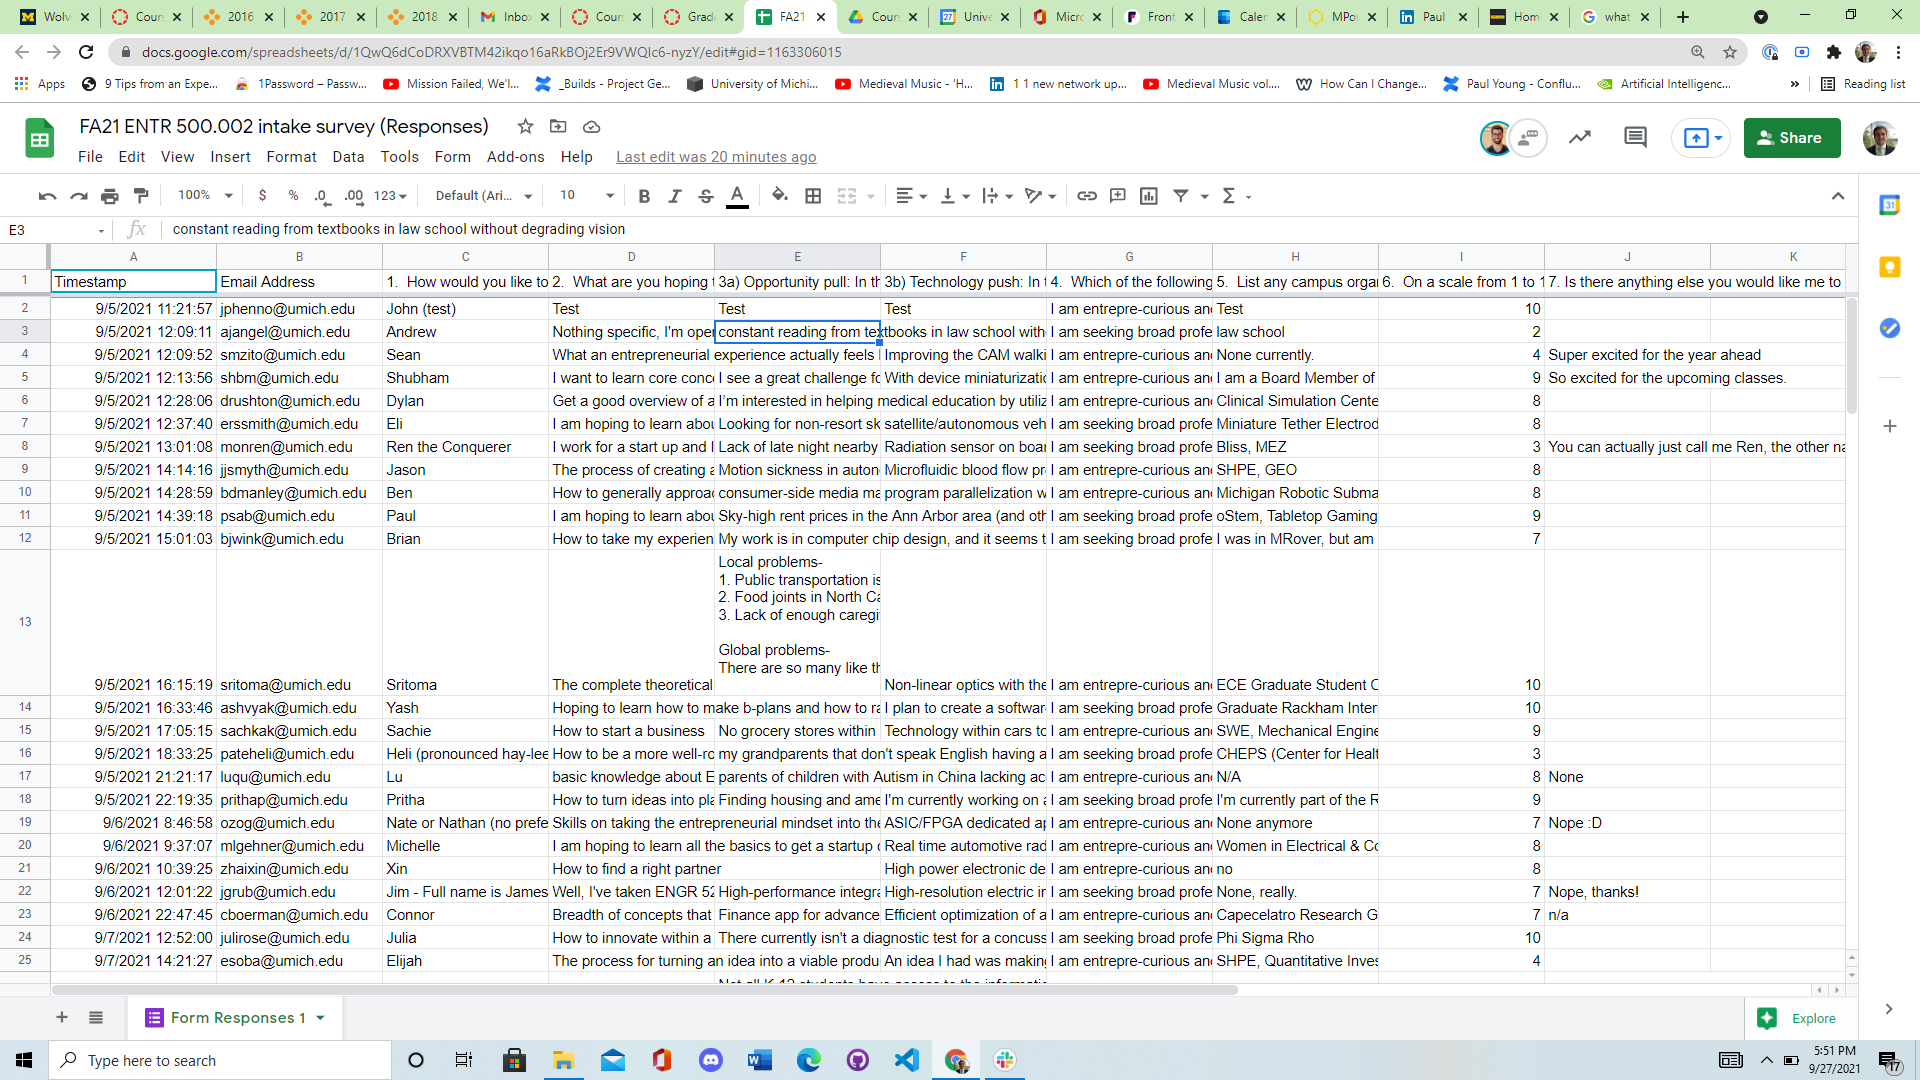 Wolv Cours 2016 2017 2018 Inbox Cours Grade FA21 Cours Unive Micro Front Caler MPo Paul Hom what
docs.google.com/spreadsheets/d/1QwQ6dCoDRXVBTM42ikqo16aRkBOj2Er9VWQIc6-nyzY/edit#gid=1163306015
Apps 9 Tips from an Expe... 1Password – Passw... Mission Failed, We'l... _Builds - Project Ge... University of Michi... Medieval Music - 'H... 1 1 new network up... Medieval Music vol.... How Can I Change... Paul Young - Conflu... Artificial Intelligenc... » Reading list
FA21 ENTR 500.002 intake survey (Responses)
File Edit View Insert Format Data Tools Form Add-ons Help Last edit was 20 minutes ago
Share
100% $ % .0 .00 123 Default (Ari... 10 B I S A
E3 fx constant reading from textbooks in law school without degrading vision
A B C D E F G H I J K
1 Timestamp Email Address 1. How would you like to 2. What are you hoping 3a) Opportunity pull: In th 3b) Technology push: In 4. Which of the following 5. List any campus orga 6. On a scale from 1 to 1 7. Is there anything else you would like me to
2 9/5/2021 11:21:57 jphenno@umich.edu John (test) Test Test Test I am entrepre-curious an Test 10
3 9/5/2021 12:09:11 ajangel@umich.edu Andrew Nothing specific, I'm open constant reading from textbooks in law school with I am seeking broad profe law school 2
4 9/5/2021 12:09:52 smzito@umich.edu Sean What an entrepreneurial experience actually feels Improving the CAM walki I am entrepre-curious an None currently. 4 Super excited for the year ahead
5 9/5/2021 12:13:56 shbm@umich.edu Shubham I want to learn core conc I see a great challenge fo With device miniaturizatio I am entrepre-curious an I am a Board Member of 9 So excited for the upcoming classes.
6 9/5/2021 12:28:06 drushton@umich.edu Dylan Get a good overview of a I'm interested in helping medical education by utiliz I am entrepre-curious an Clinical Simulation Cente 8
7 9/5/2021 12:37:40 erssmith@umich.edu Eli I am hoping to learn abou Looking for non-resort sk satellite/autonomous veh I am seeking broad profe Miniature Tether Electrod 8
8 9/5/2021 13:01:08 monren@umich.edu Ren the Conquerer I work for a start up and I Lack of late night nearby Radiation sensor on boar I am seeking broad profe Bliss, MEZ 3 You can actually just call me Ren, the other na
9 9/5/2021 14:14:16 jjsmyth@umich.edu Jason The process of creating a Motion sickness in auton Microfluidic blood flow pr I am entrepre-curious an SHPE, GEO 8
10 9/5/2021 14:28:59 bdmanley@umich.edu Ben How to generally approac consumer-side media ma program parallelization w I am entrepre-curious an Michigan Robotic Subma 8
11 9/5/2021 14:39:18 psab@umich.edu Paul I am hoping to learn abou Sky-high rent prices in the Ann Arbor area (and oth I am seeking broad profe oStem, Tabletop Gaming 9
12 9/5/2021 15:01:03 bjwink@umich.edu Brian How to take my experien My work is in computer chip design, and it seems t I am seeking broad profe I was in MRover, but am 7
Local problems-
1. Public transportation is
2. Food joints in North Ca
3. Lack of enough caregi
13
Global problems-
There are so many like th
9/5/2021 16:15:19 sritoma@umich.edu Sritoma The complete theoretical Non-linear optics with the I am entrepre-curious an ECE Graduate Student C 10
14 9/5/2021 16:33:46 ashvyak@umich.edu Yash Hoping to learn how to make b-plans and how to ra I plan to create a softwar I am seeking broad profe Graduate Rackham Inter 10
15 9/5/2021 17:05:15 sachkak@umich.edu Sachie How to start a business No grocery stores within Technology within cars to I am seeking broad profe SWE, Mechanical Engine 9
16 9/5/2021 18:33:25 pateheli@umich.edu Heli (pronounced hay-lee How to be a more well-ro my grandparents that don't speak English having a I am seeking broad profe CHEPS (Center for Healt 3
17 9/5/2021 21:21:17 luqu@umich.edu Lu basic knowledge about E parents of children with Autism in China lacking ac I am entrepre-curious an N/A 8 None
18 9/5/2021 22:19:35 prithap@umich.edu Pritha How to turn ideas into pla Finding housing and ame I'm currently working on a I am seeking broad profe I'm currently part of the R 9
19 9/6/2021 8:46:58 ozog@umich.edu Nate or Nathan (no prefe Skills on taking the entrepreneurial mindset into the ASIC/FPGA dedicated ap I am entrepre-curious an None anymore 7 Nope :D
20 9/6/2021 9:37:07 mlgehner@umich.edu Michelle I am hoping to learn all the basics to get a startup o Real time automotive rad I am entrepre-curious an Women in Electrical & Co 8
21 9/6/2021 10:39:25 zhaixin@umich.edu Xin How to find a right partner High power electronic de I am entrepre-curious an no 8
22 9/6/2021 12:01:22 jgrub@umich.edu Jim - Full name is James Well, I've taken ENGR 52 High-performance integra High-resolution electric ir I am seeking broad profe None, really. 7 Nope, thanks!
23 9/6/2021 22:47:45 cboerman@umich.edu Connor Breadth of concepts that Finance app for advance Efficient optimization of a I am entrepre-curious an Capecelatro Research G 7 n/a
24 9/7/2021 12:52:00 julirose@umich.edu Julia How to innovate within a There currently isn't a diagnostic test for a concuss I am seeking broad profe Phi Sigma Rho 10
25 9/7/2021 14:21:27 esoba@umich.edu Elijah The process for turning an idea into a viable produ An idea I had was making I am entrepre-curious an SHPE, Quantitative Inves 4
Form Responses 1 Explore
Type here to search
5:51 PM
9/27/2021
17